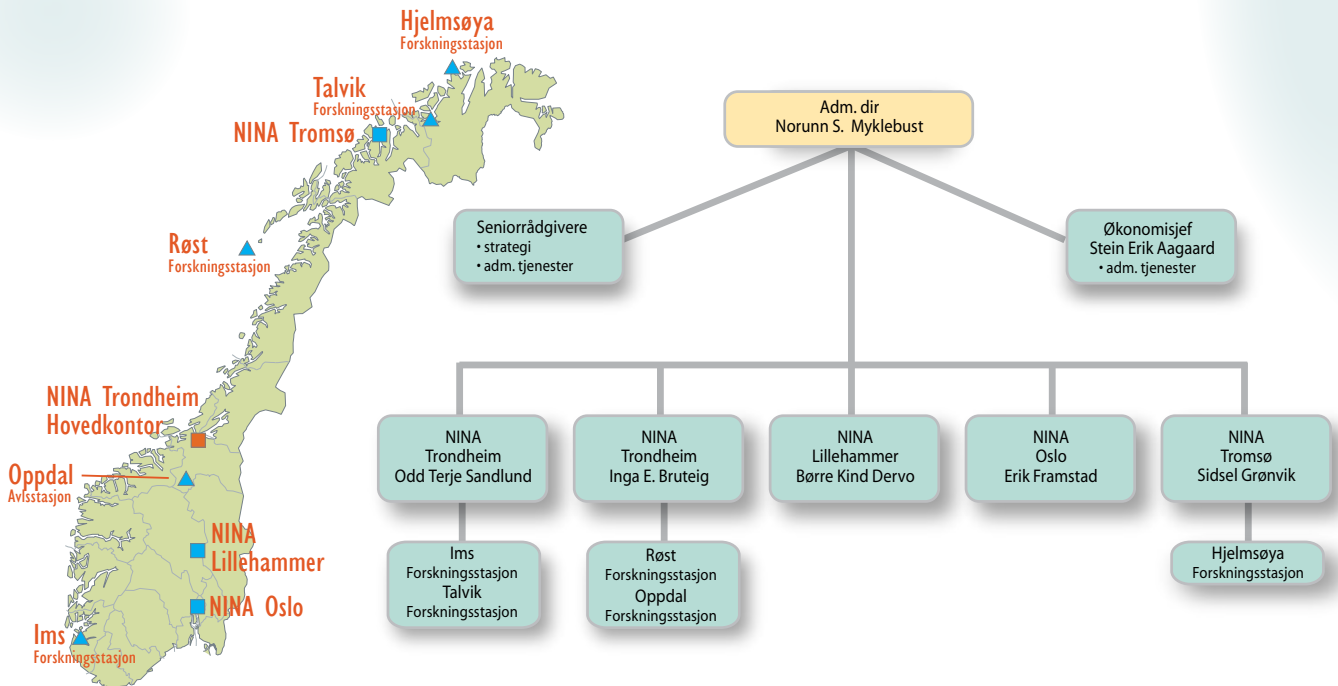 Hjelmsøya
Forskningsstasjon
Talvik
Forskningsstasjon
NINA Tromsø
Røst
Forskningsstasjon
NINA Trondheim
Hovedkontor
Oppdal
Avlsstasjon
NINA
Lillehammer
NINA Oslo
Ims
Forskningsstasjon
Adm. dir
Norunn S. Myklebust
Seniorrådgivere
• strategi
• adm. tjenester
Økonomisjef
Stein Erik Aagaard
• adm. tjenester
NINA
Trondheim
Odd Terje Sandlund
NINA
Trondheim
Inga E. Bruteig
NINA
Lillehammer
Børre Kind Dervo
NINA
Oslo
Erik Framstad
NINA
Tromsø
Sidsel Grønvik
Ims
Forskningsstasjon
Talvik
Forskningsstasjon
Røst
Forskningsstasjon
Oppdal
Forskningsstasjon
Hjelmsøya
Forskningsstasjon